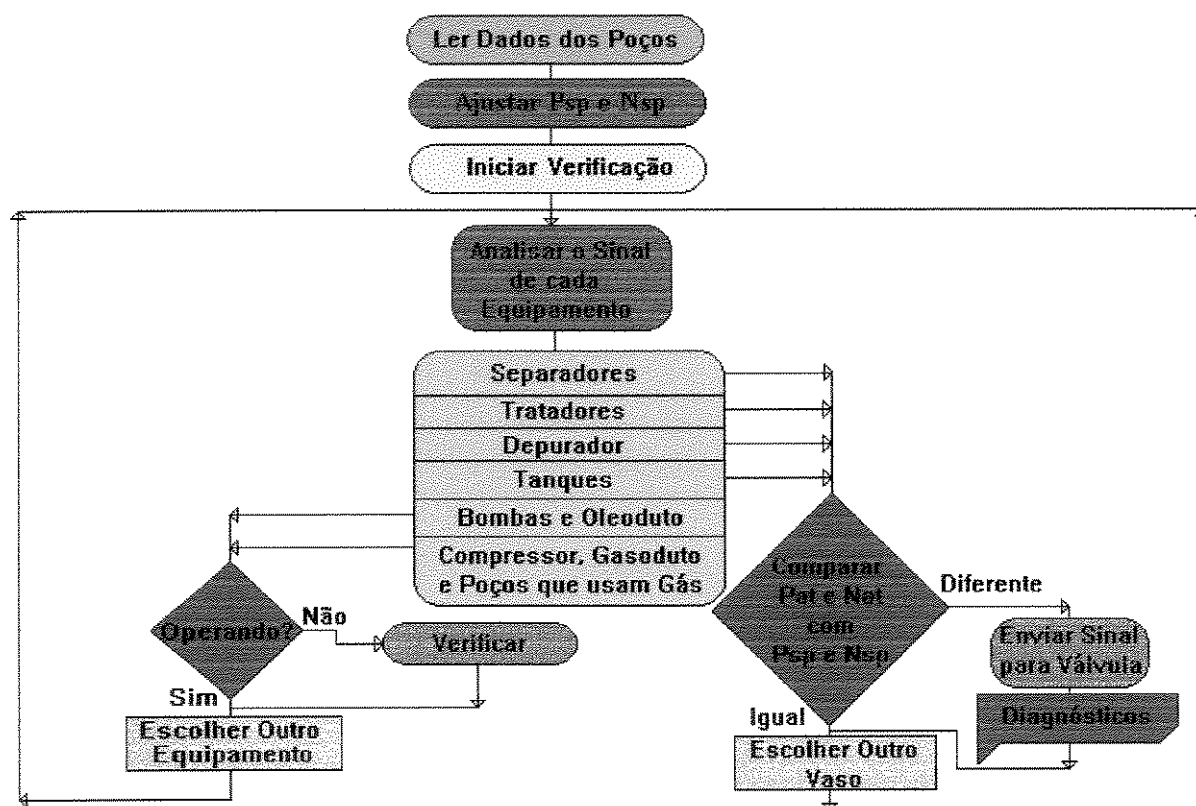 Ler Dados dos Poços
Ajustar Psp e Nsp
Iniciar Verificação
Analisar o Sinal
de cada
Equipamento
Separadores
Tratadores
Depurador
Tanques
Bombas e Oleoduto
Compressor, Gasoduto
e Poços que usam Gás
Operando?
Não
Verificar
Sim
Escolher Outro
Equipamento
Comparar
Pat e Nat
com
Psp e Nsp
Diferente
Enviar Sinal
para Válvula
Diagnósticos
Igual
Escolher Outro
Vaso